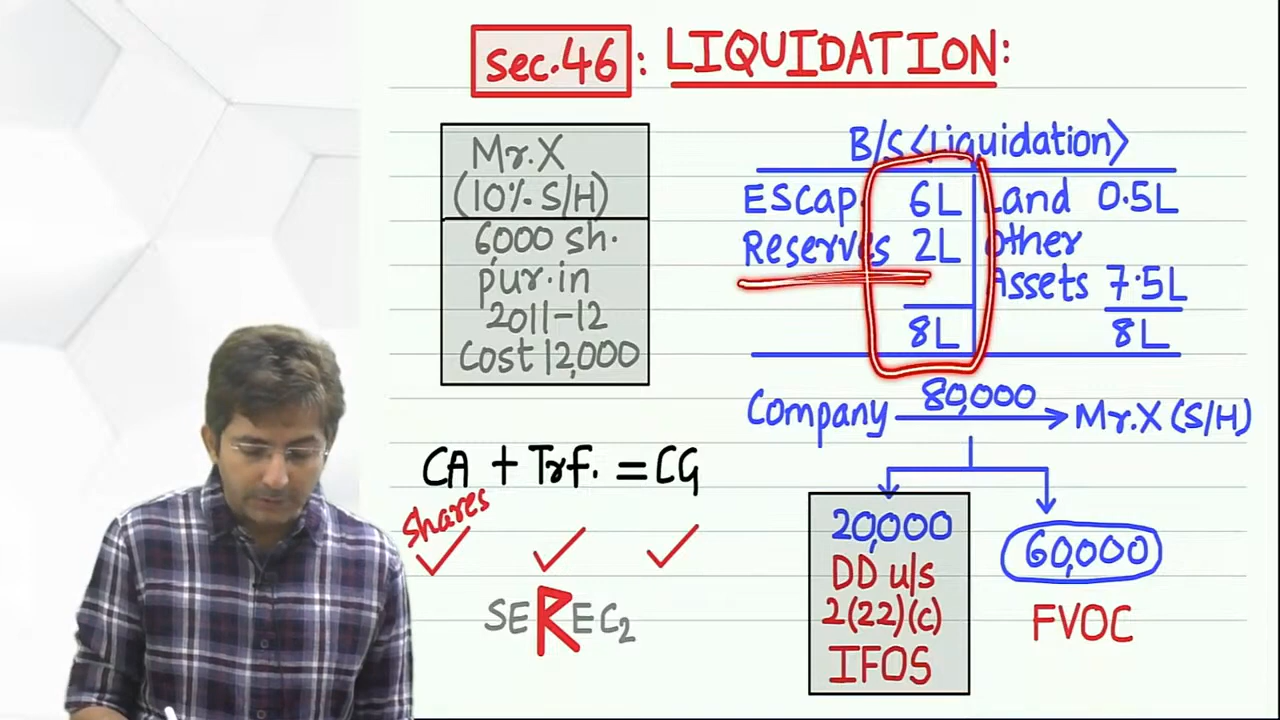 sec.46 : LIQUIDATION:
Mr.X
(10% S/H)
6000 sh.
pur.in
2011-12
Cost 12,000
B/S <Liquidation>
EScap 6L Land 0.5L
Reserves 2L Other
Assets 7.5L
8L 8L
Company 80,000 Mr.X (S/H)
CA + Trf. = CG
Shares
SEREC2
20,000
DD u/s
2(22)(c)
IFOS
60,000
FVOC